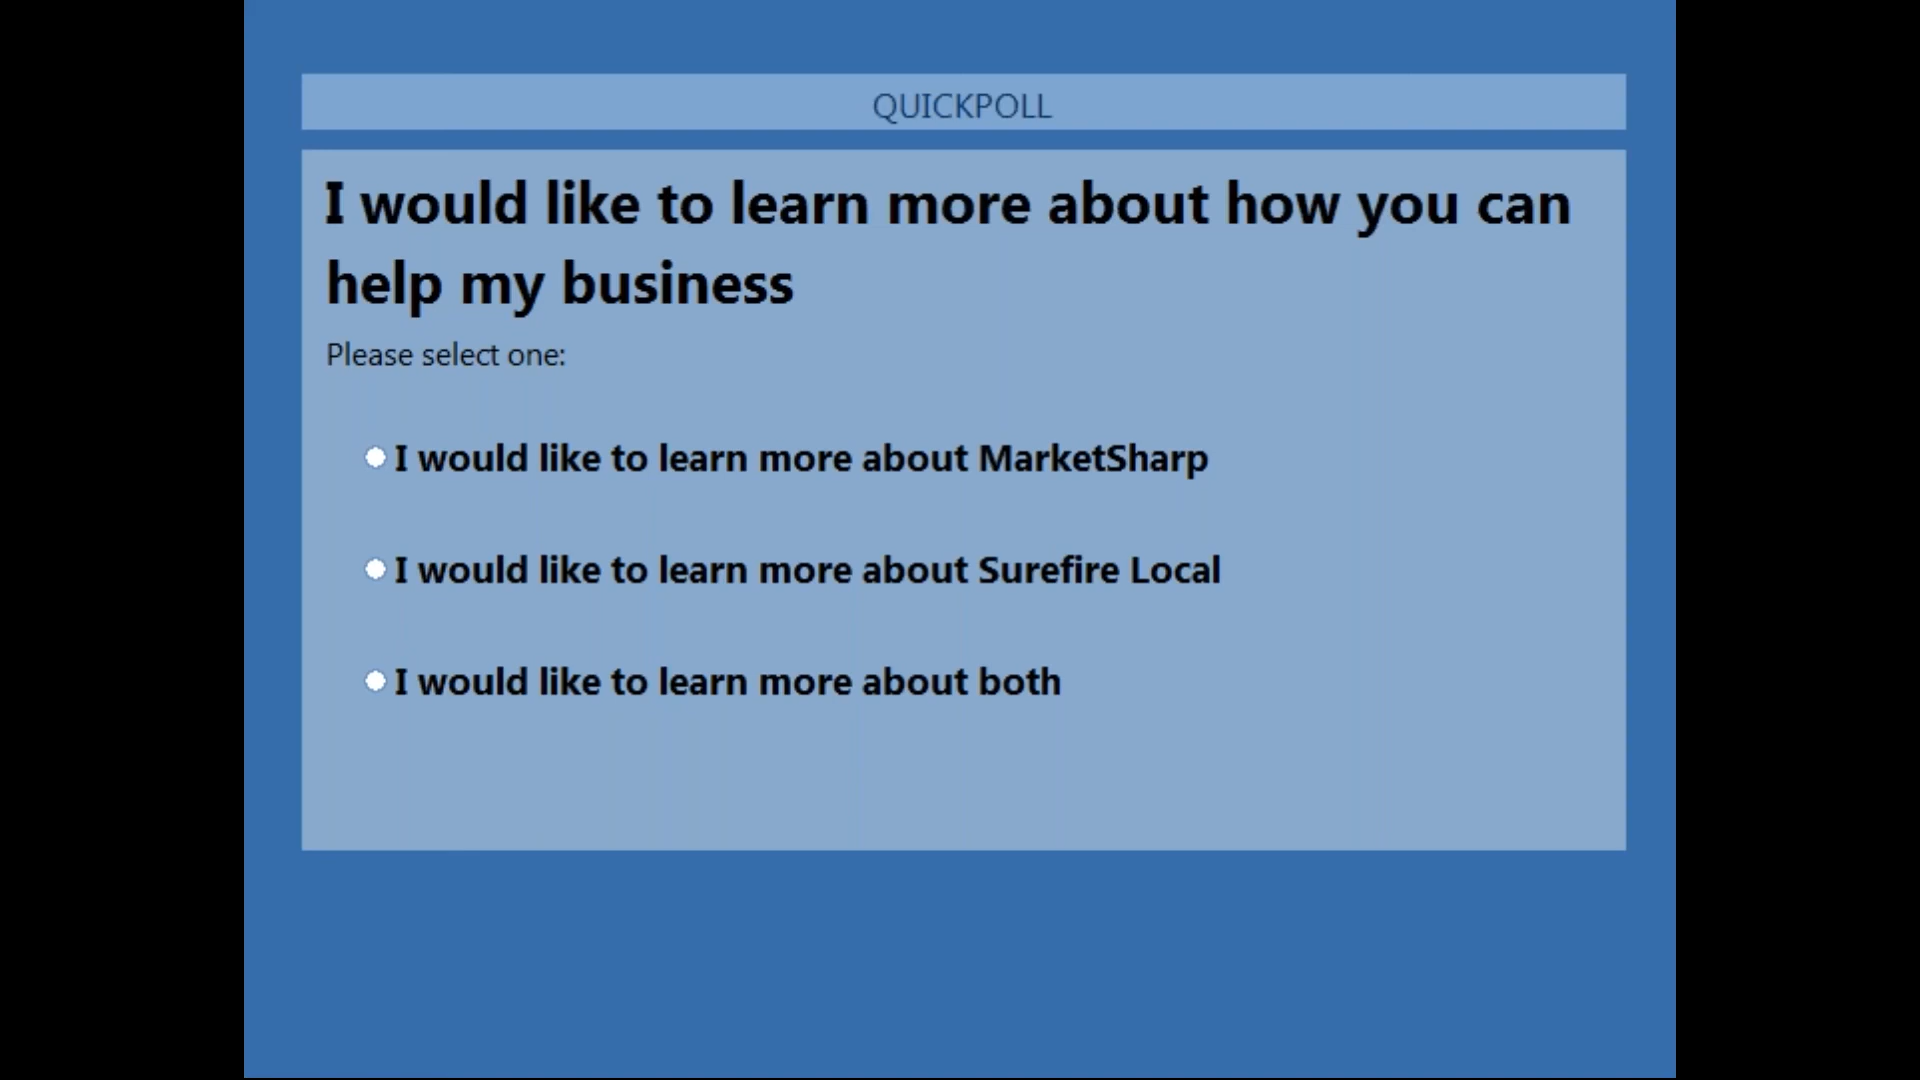 QUICKPOLL
I would like to learn more about how you can
help my business
Please select one:
I would like to learn more about MarketSharp
I would like to learn more about Surefire Local
I would like to learn more about both